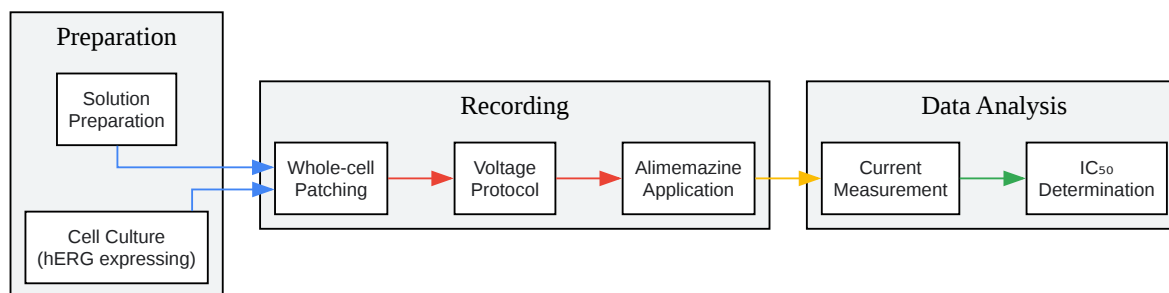 Preparation
Solution
Preparation
Cell Culture
(hERG expressing)
Recording
Whole-cell
Patching
Voltage
Protocol
Alimemazine
Application
Data Analysis
Current
Measurement
IC₅₀
Determination